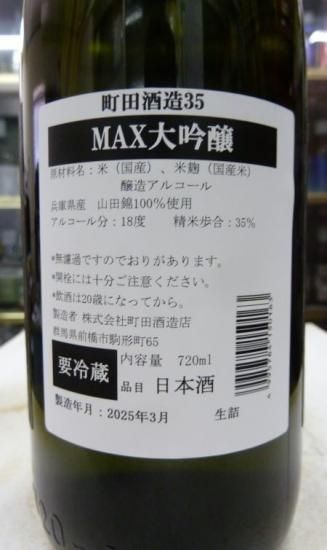 町田酒造35
MAX大吟醸
原材料名：米（国産）、米麹（国産米）
醸造アルコール
兵庫県産　山田錦100％使用
アルコール分：18度　精米歩合：35%
*無濾過ですのでおりがあります。
*開栓には十分ご注意ください。
*飲酒は20歳になってから。
製造者 株式会社町田酒造店
群馬県前橋市駒形町65
要冷蔵
内容量　720ml
品目　日本酒
製造年月：2025年3月　生詰